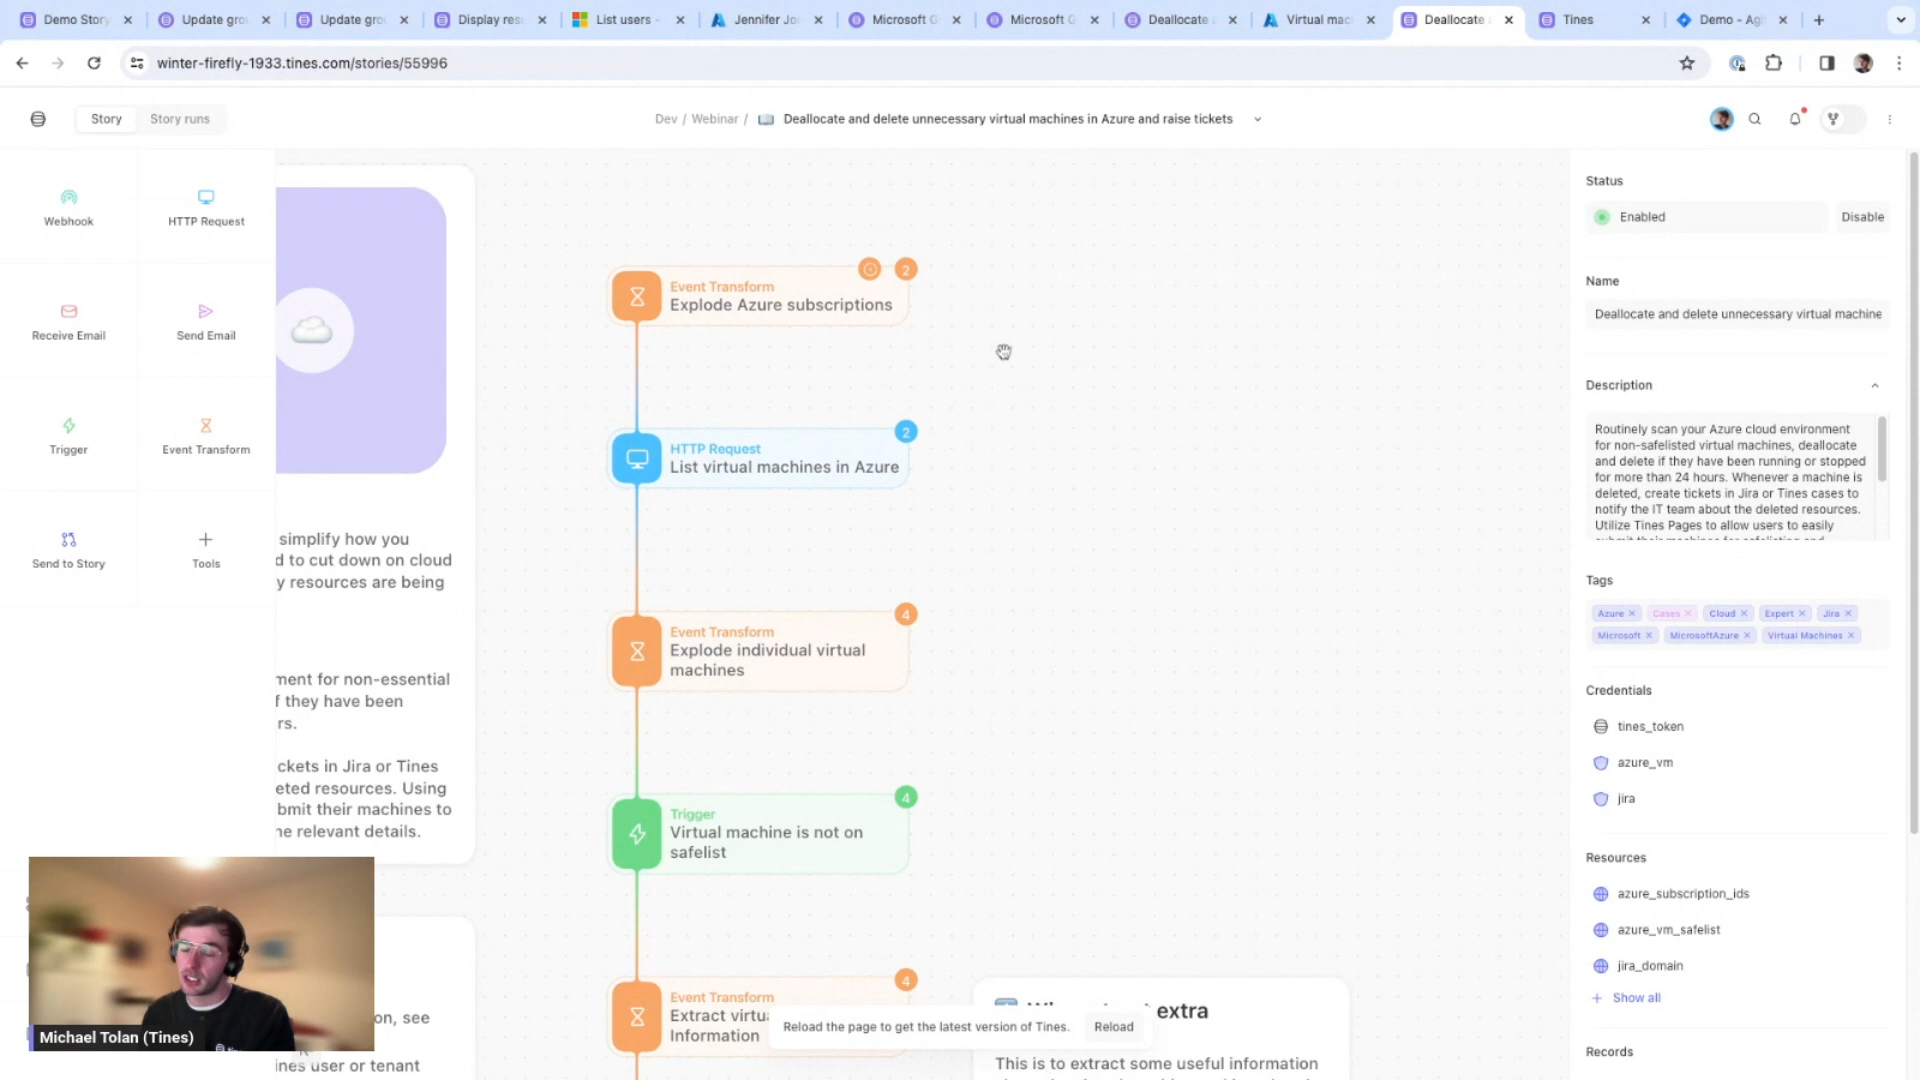 Demo Story
Update gro
Update gro
Display res
List users -
Jennifer Jo
Microsoft G
Microsoft G
Deallocate
Virtual mac
Deallocate
Tines
Demo - Agi
winter-firefly-1933.tines.com/stories/55996
Story
Story runs
Dev / Webinar /
Deallocate and delete unnecessary virtual machines in Azure and raise tickets
Webhook
HTTP Request
Receive Email
Send Email
Trigger
Event Transform
Send to Story
Tools
simplify how you
d to cut down on cloud
y resources are being
ment for non-essential
f they have been
rs.
ckets in Jira or Tines
eted resources. Using
bmit their machines to
ne relevant details.
on, see
ines user or tenant
Michael Tolan (Tines)
Event Transform
Explode Azure subscriptions
2
HTTP Request
List virtual machines in Azure
2
Event Transform
Explode individual virtual
machines
4
Trigger
Virtual machine is not on
safelist
4
Event Transform
Extract virtua
Information
4
Reload the page to get the latest version of Tines.
Reload
extra
This is to extract some useful information
Status
Enabled
Disable
Name
Deallocate and delete unnecessary virtual machine
Description
Routinely scan your Azure cloud environment
for non-safelisted virtual machines, deallocate
and delete if they have been running or stopped
for more than 24 hours. Whenever a machine is
deleted, create tickets in Jira or Tines cases to
notify the IT team about the deleted resources.
Utilize Tines Pages to allow users to easily
submit their machines for safelisting and
Tags
Azure
Cases
Cloud
Expert
Jira
Microsoft
MicrosoftAzure
Virtual Machines
Credentials
tines_token
azure_vm
jira
Resources
azure_subscription_ids
azure_vm_safelist
jira_domain
+ Show all
Records